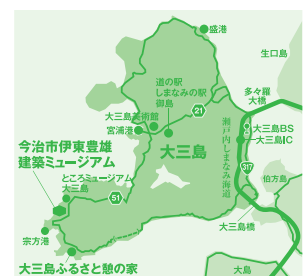 盛港
生口島
多々羅
大橋
道の駅
しまなみの駅
御島
21
大三島美術館
宮浦港
大三島
瀬戸内しまなみ海道
大三島BS
大三島IC
317
今治市伊東豊雄
建築ミュージアム
ところミュージアム
大三島
51
伯方島
大三島橋
宗方港
大三島ふるさと憩の家
大島